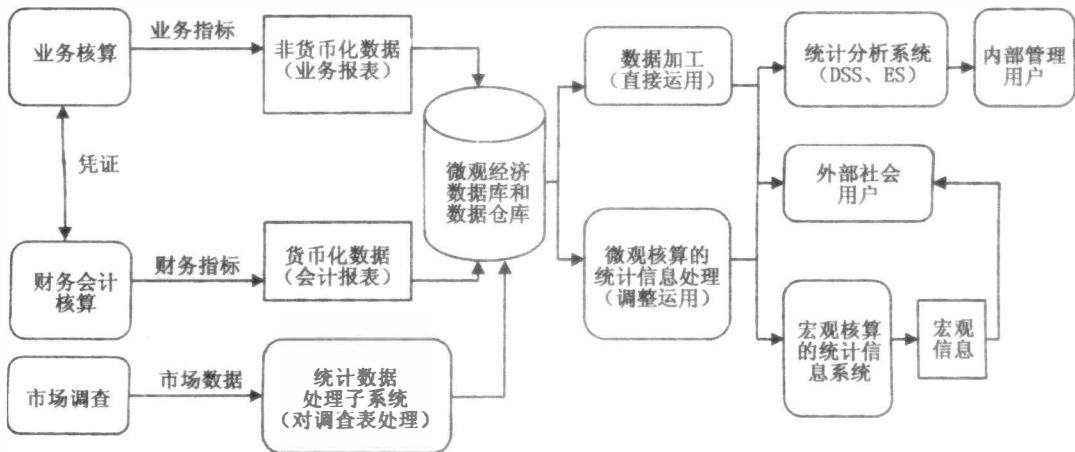 业务核算
业务指标
非货币化数据
（业务报表）
数据加工
（直接运用）
统计分析系统
（DSS、ES）
内部管理
用户
凭证
微观经济
数据库和
数据仓库
外部社会
用户
财务会计
核算
财务指标
货币化数据
（会计报表）
微观核算的
统计信息处理
（调整运用）
宏观核算
的统计信
息系统
宏观
信息
市场调查
市场数据
统计数据
处理子系统
（对调查表处理）